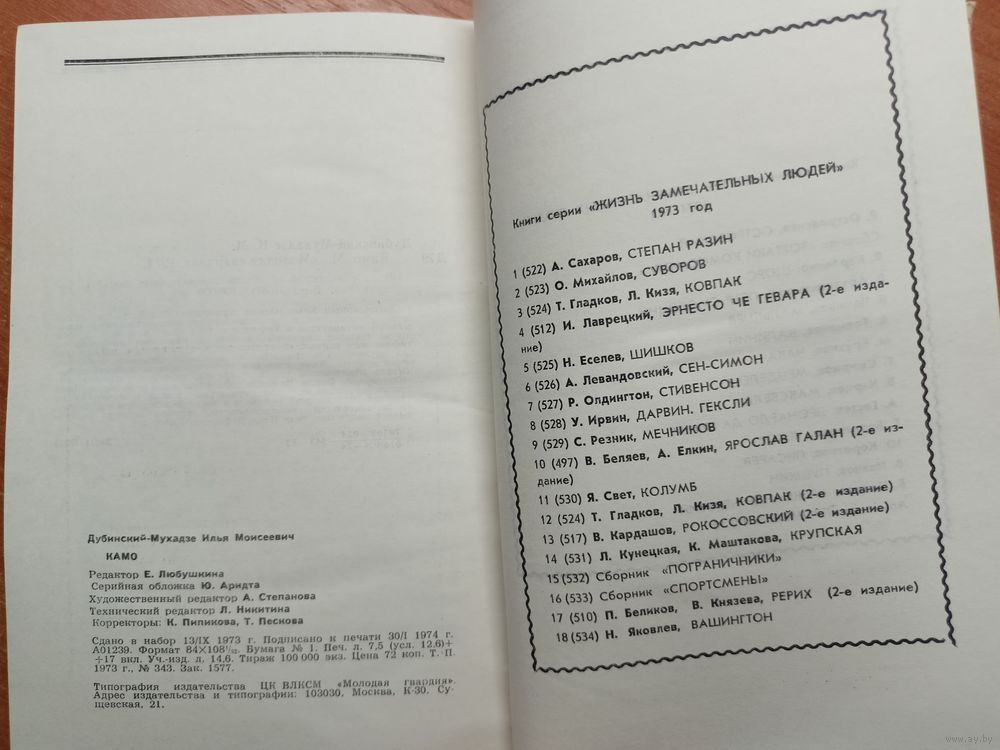 Дубинский-Мухадзе Илья Моисеевич
КАМО
Редактор Е. Любушкина
Серийная обложка Ю. Арндта
Художественный редактор А. Степанова
Технический редактор Л. Никитина
Корректоры: К. Пипикова, Т. Пескова
Сдано в набор 13/IX 1973 г. Подписано к печати 30/I 1974 г.
А01239. Формат 84×108¹/₃₂. Бумага № 1. Печ. л. 7,5 (усл. 12,6)+
+17 вкл. Уч.-изд. л. 14,6. Тираж 100 000 экз. Цена 72 коп. Т. П.
1973 г., № 343. Зак. 1577.
Типография издательства ЦК ВЛКСМ «Молодая гвардия».
Адрес издательства и типографии: 103030, Москва, К-30, Су-
щевская, 21.
Книги серии «ЖИЗНЬ ЗАМЕЧАТЕЛЬНЫХ ЛЮДЕЙ»
1973 год
1 (522) А. Сахаров, СТЕПАН РАЗИН
2 (523) О. Михайлов, СУВОРОВ
3 (524) Т. Гладков, Л. Кизя, КОВПАК
4 (512) И. Лаврецкий, ЭРНЕСТО ЧЕ ГЕВАРА (2-е изда-
ние)
5 (525) Н. Еселев, ШИШКОВ
6 (526) А. Левандовский, СЕН-СИМОН
7 (527) Р. Олдингтон, СТИВЕНСОН
8 (528) У. Ирвин, ДАРВИН. ГЕКСЛИ
9 (529) С. Резник, МЕЧНИКОВ
10 (497) В. Беляев, А. Елкин, ЯРОСЛАВ ГАЛАН (2-е из-
дание)
11 (530) Я. Свет, КОЛУМБ
12 (524) Т. Гладков, Л. Кизя, КОВПАК (2-е издание)
13 (517) В. Кардашов, РОКОССОВСКИЙ (2-е издание)
14 (531) Л. Кунецкая, К. Маштакова, КРУПСКАЯ
15 (532) Сборник «ПОГРАНИЧНИКИ»
16 (533) Сборник «СПОРТСМЕНЫ»
17 (510) П. Беликов, В. Князева, РЕРИХ (2-е издание)
18 (534) Н. Яковлев, ВАШИНГТОН
www.ay.by